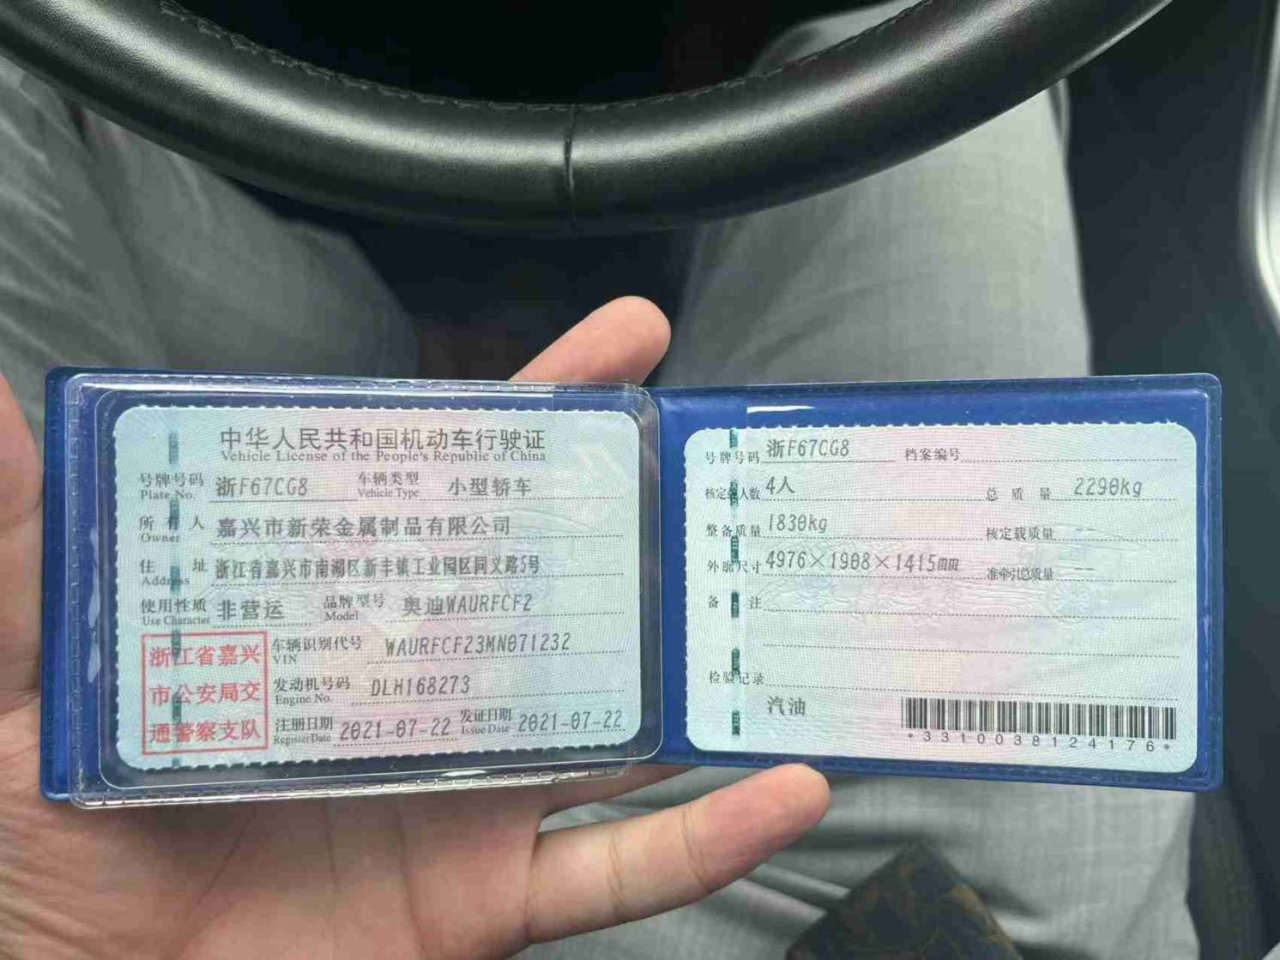 中华人民共和国机动车行驶证
Vehicle License of the People's Republic of China
号牌号码 浙F67CG8 车辆类型 小型轿车
Plate No. Vehicle Type
所有人 嘉兴市新荣金属制品有限公司
Owner
住址 浙江省嘉兴市南湖区新丰镇工业园区同义路5号
Address
使用性质 非营运 品牌型号 奥迪WAURFCF2
Use Character Model
浙江省嘉兴
市公安局交
通警察支队
车辆识别代号 WAURFCF23MN071232
VIN
发动机号码 DLH168273
Engine No.
注册日期 2021-07-22 发证日期 2021-07-22
Register Date Issue Date
号牌号码 浙F67CG8 档案编号
核定载人数 4人 总质量 2290kg
整备质量 1830kg 核定载质量 --
外廓尺寸 4976×1908×1415mm 准牵引总质量 --
备注
检验记录
汽油
*3310038124176*